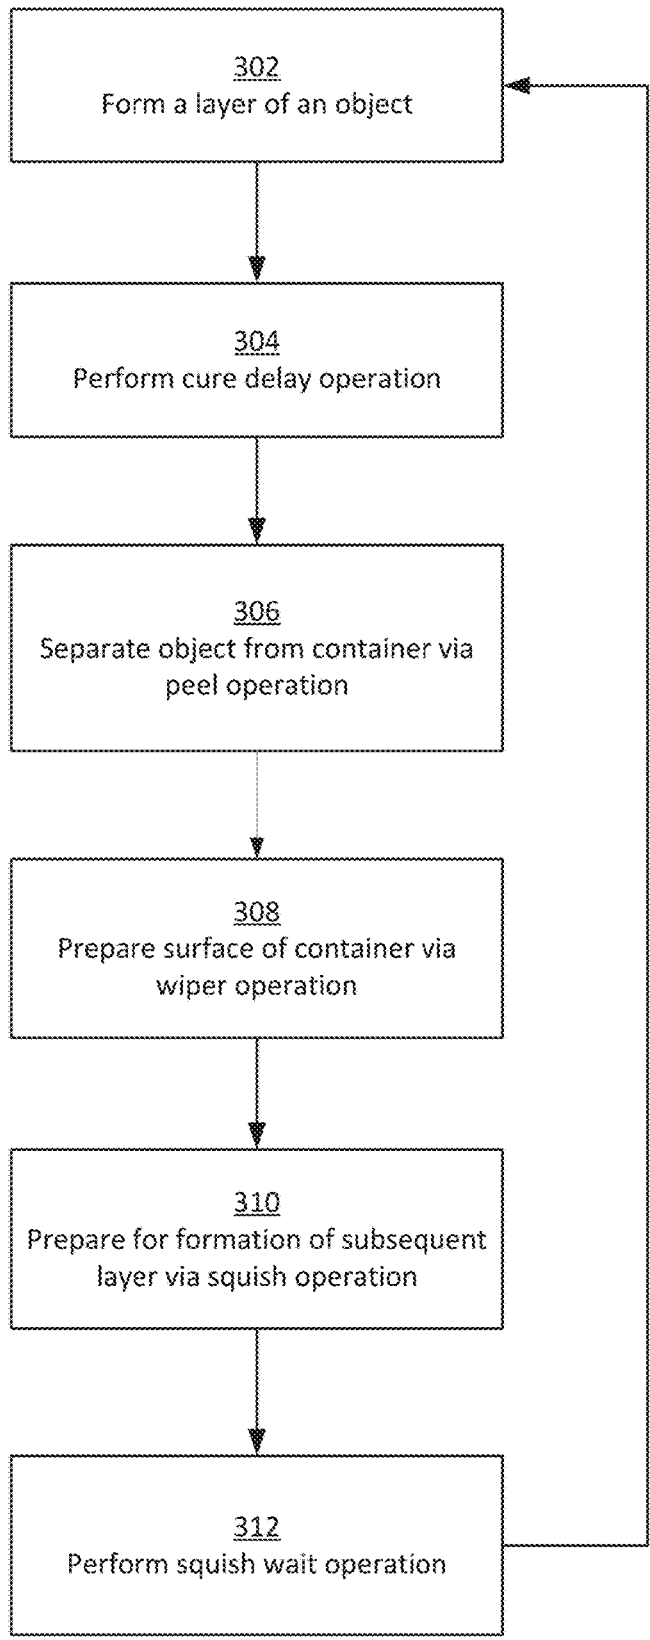 302
Form a layer of an object
304
Perform cure delay operation
306
Separate object from container via
peel operation
308
Prepare surface of container via
wiper operation
310
Prepare for formation of subsequent
layer via squish operation
312
Perform squish wait operation